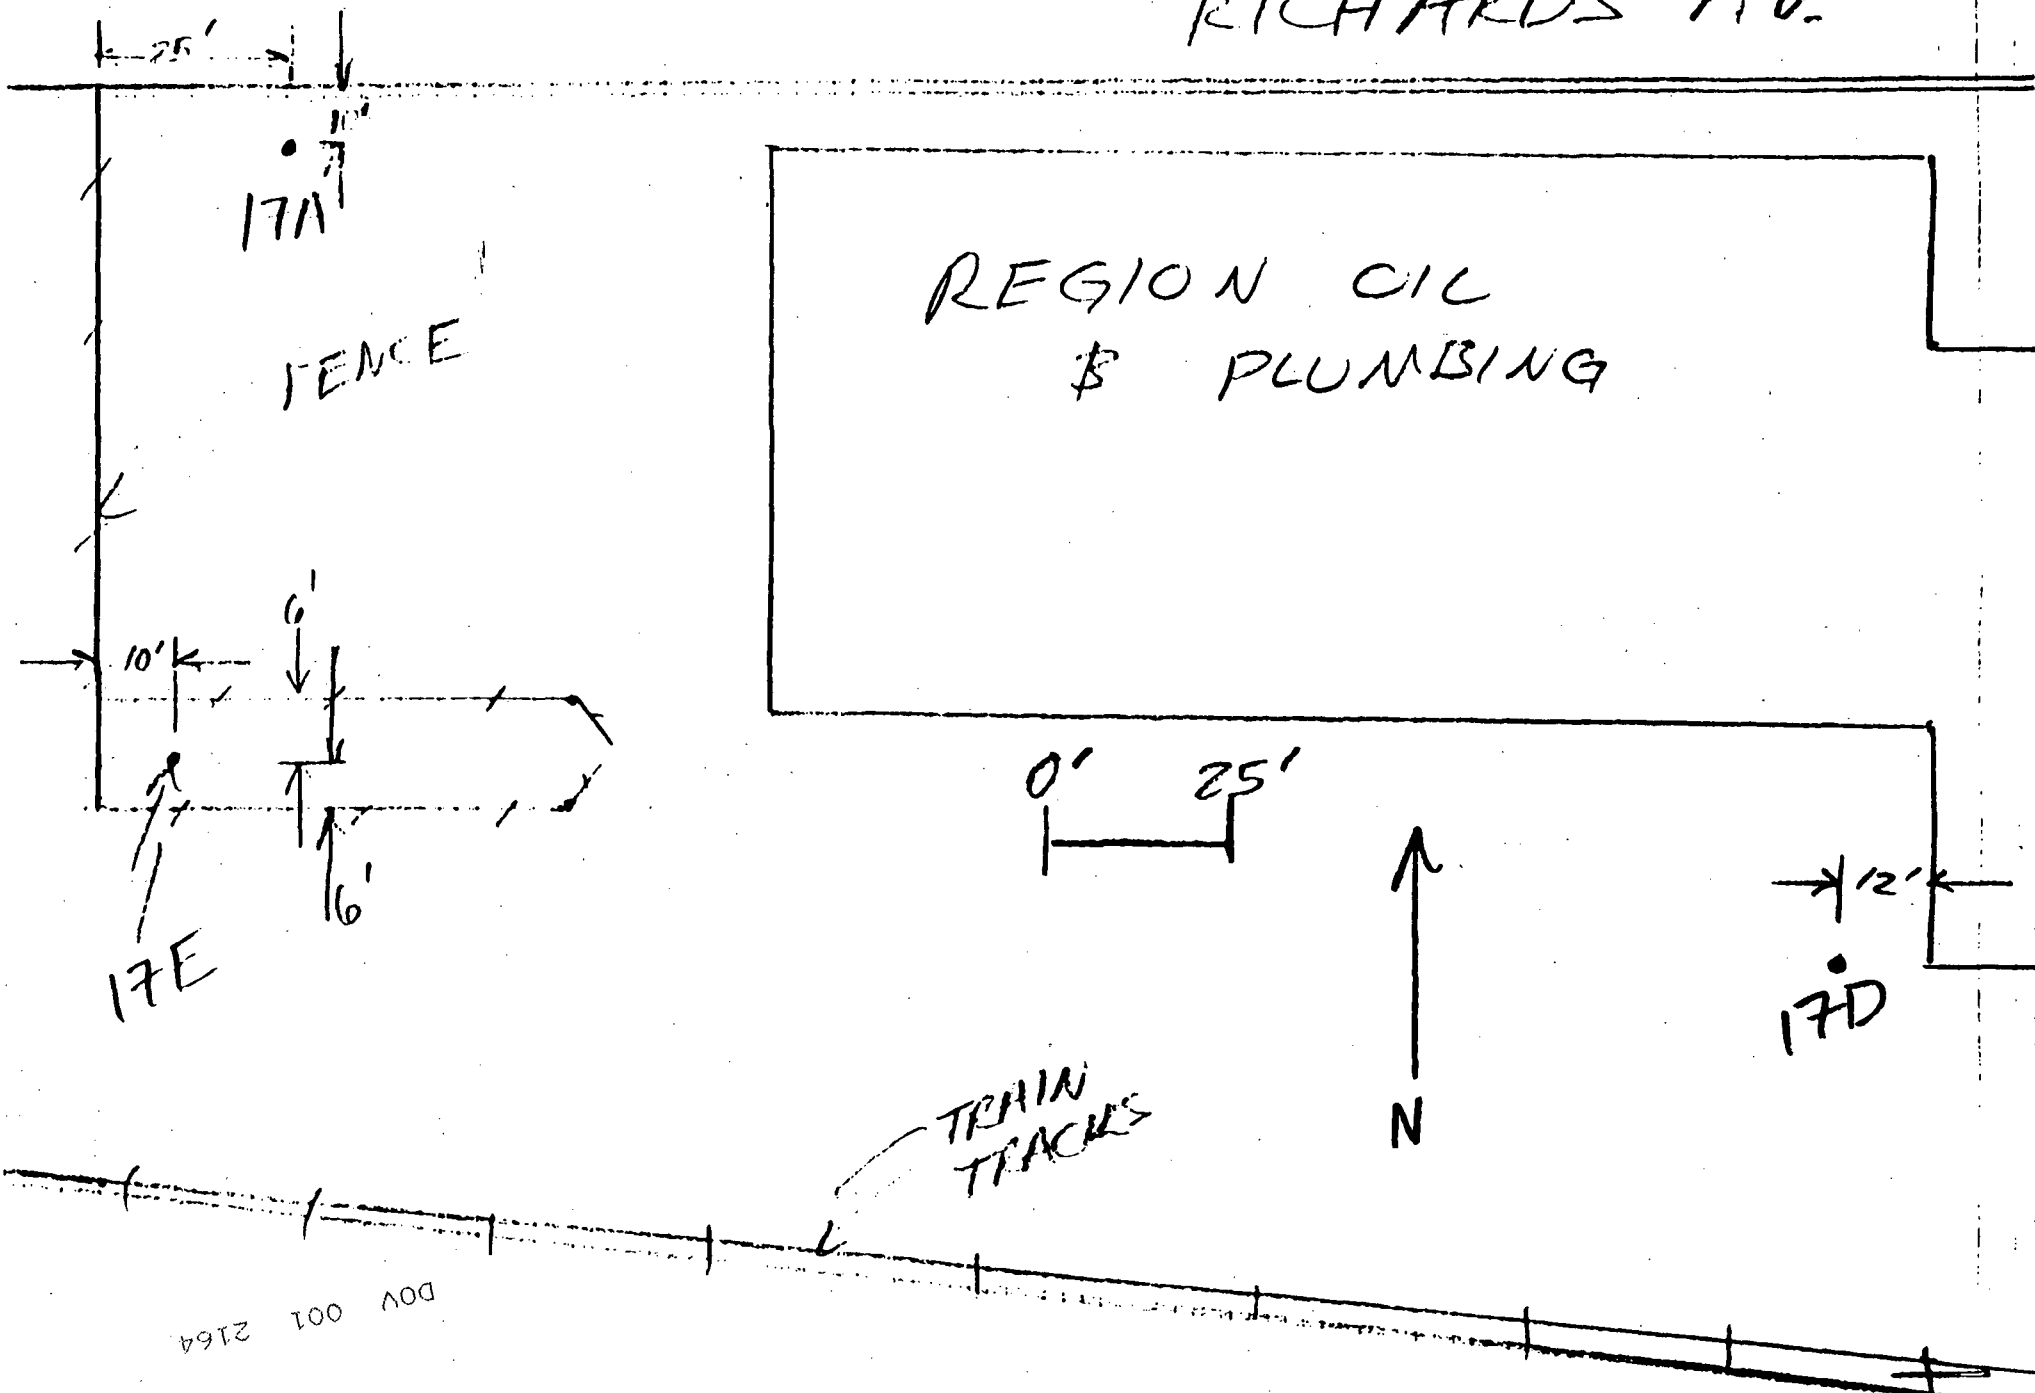 RICHARDS AV.
25'
10'
17A
REGION OIL
& PLUMBING
FENCE
6'
10'
0' 25'
12'
6'
17E
17D
TRAIN
TRACKS
N
DOV 001 2164